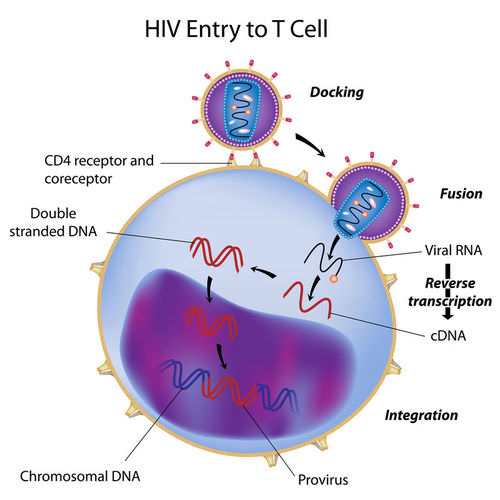 HIV Entry to T Cell
Docking
CD4 receptor and
coreceptor
Fusion
Double
stranded DNA
Viral RNA
Reverse
transcription
cDNA
Integration
Chromosomal DNA
Provirus